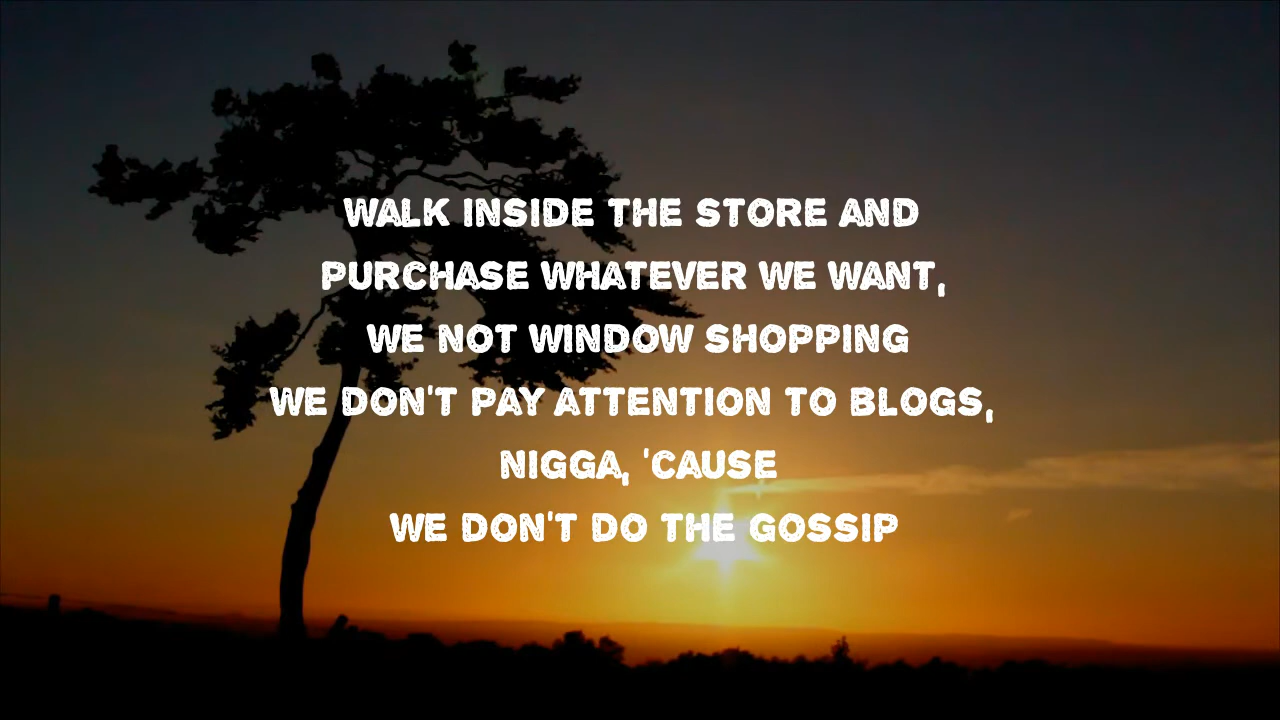 WALK INSIDE THE STORE AND
PURCHASE WHATEVER WE WANT,
WE NOT WINDOW SHOPPING
WE DON'T PAY ATTENTION TO BLOGS,
NIGGA, 'CAUSE
WE DON'T DO THE GOSSIP